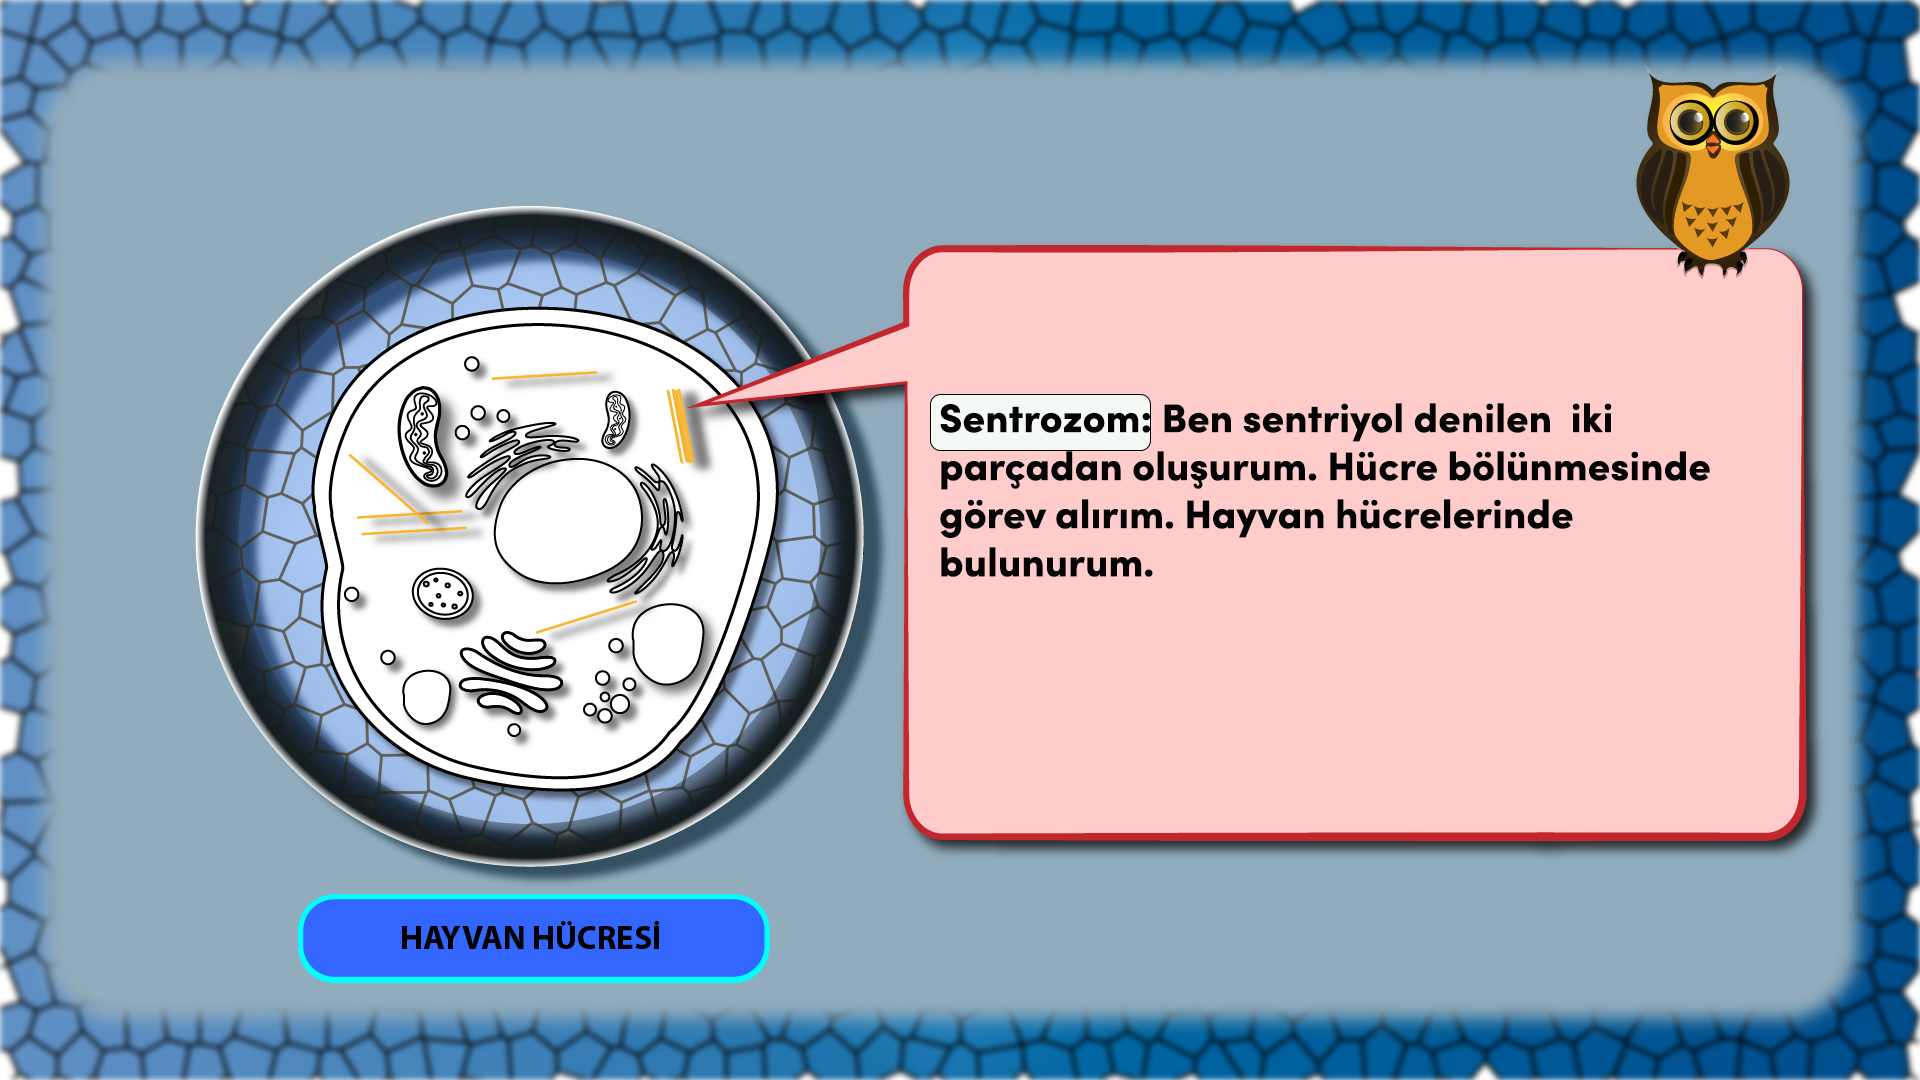 Sentrozom: Ben sentriyol denilen  iki
parçadan oluşurum. Hücre bölünmesinde
görev alırım. Hayvan hücrelerinde
bulunurum.
HAYVAN HÜCRESİ